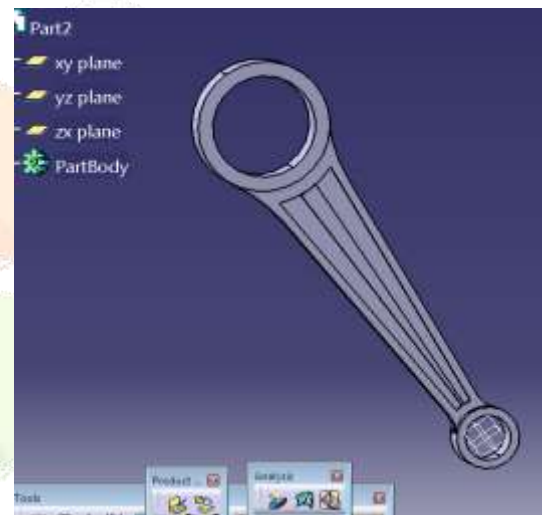 Part2
xy plane
yz plane
zx plane
PartBody
Product ...
Analysis
Tools